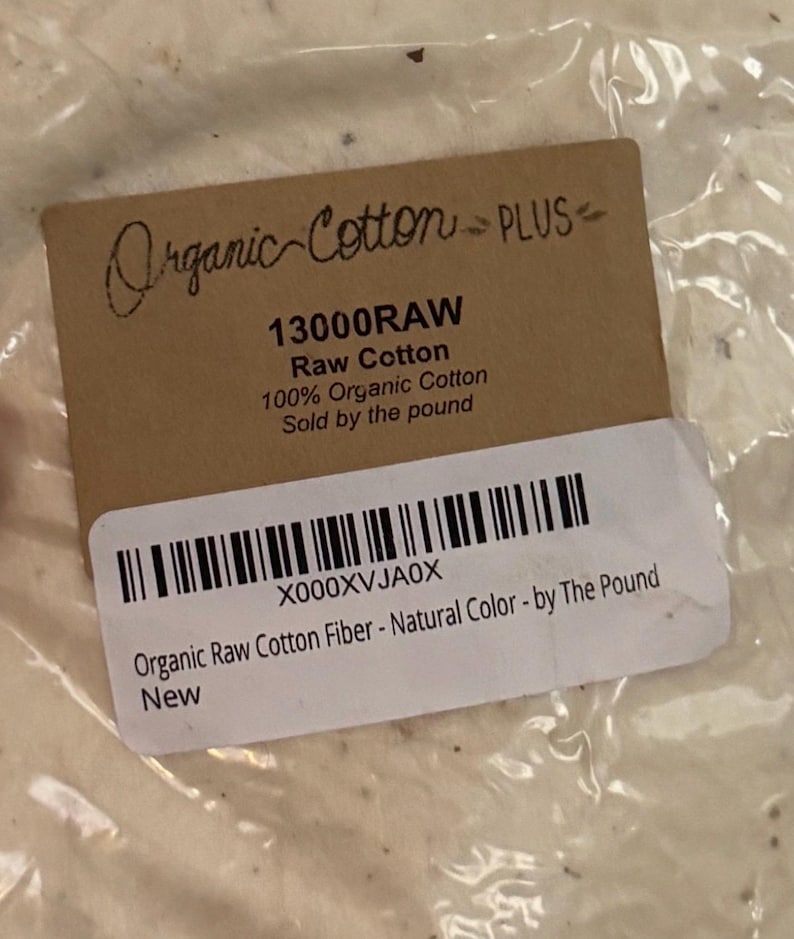 Organic Cotton PLUS
13000RAW
Raw Cotton
100% Organic Cotton
Sold by the pound
X000XVJA0X
Organic Raw Cotton Fiber - Natural Color - by The Pound
New